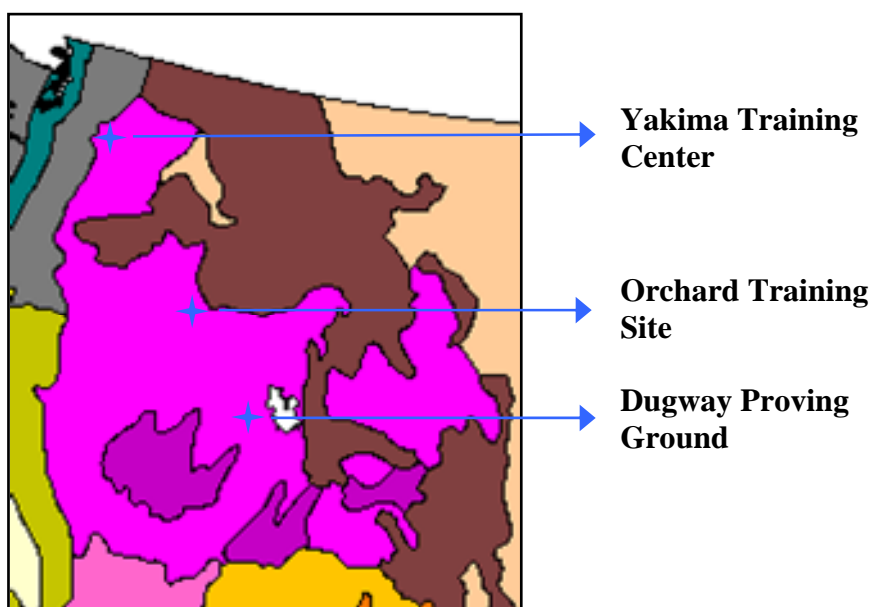 Yakima Training
Center
Orchard Training
Site
Dugway Proving
Ground